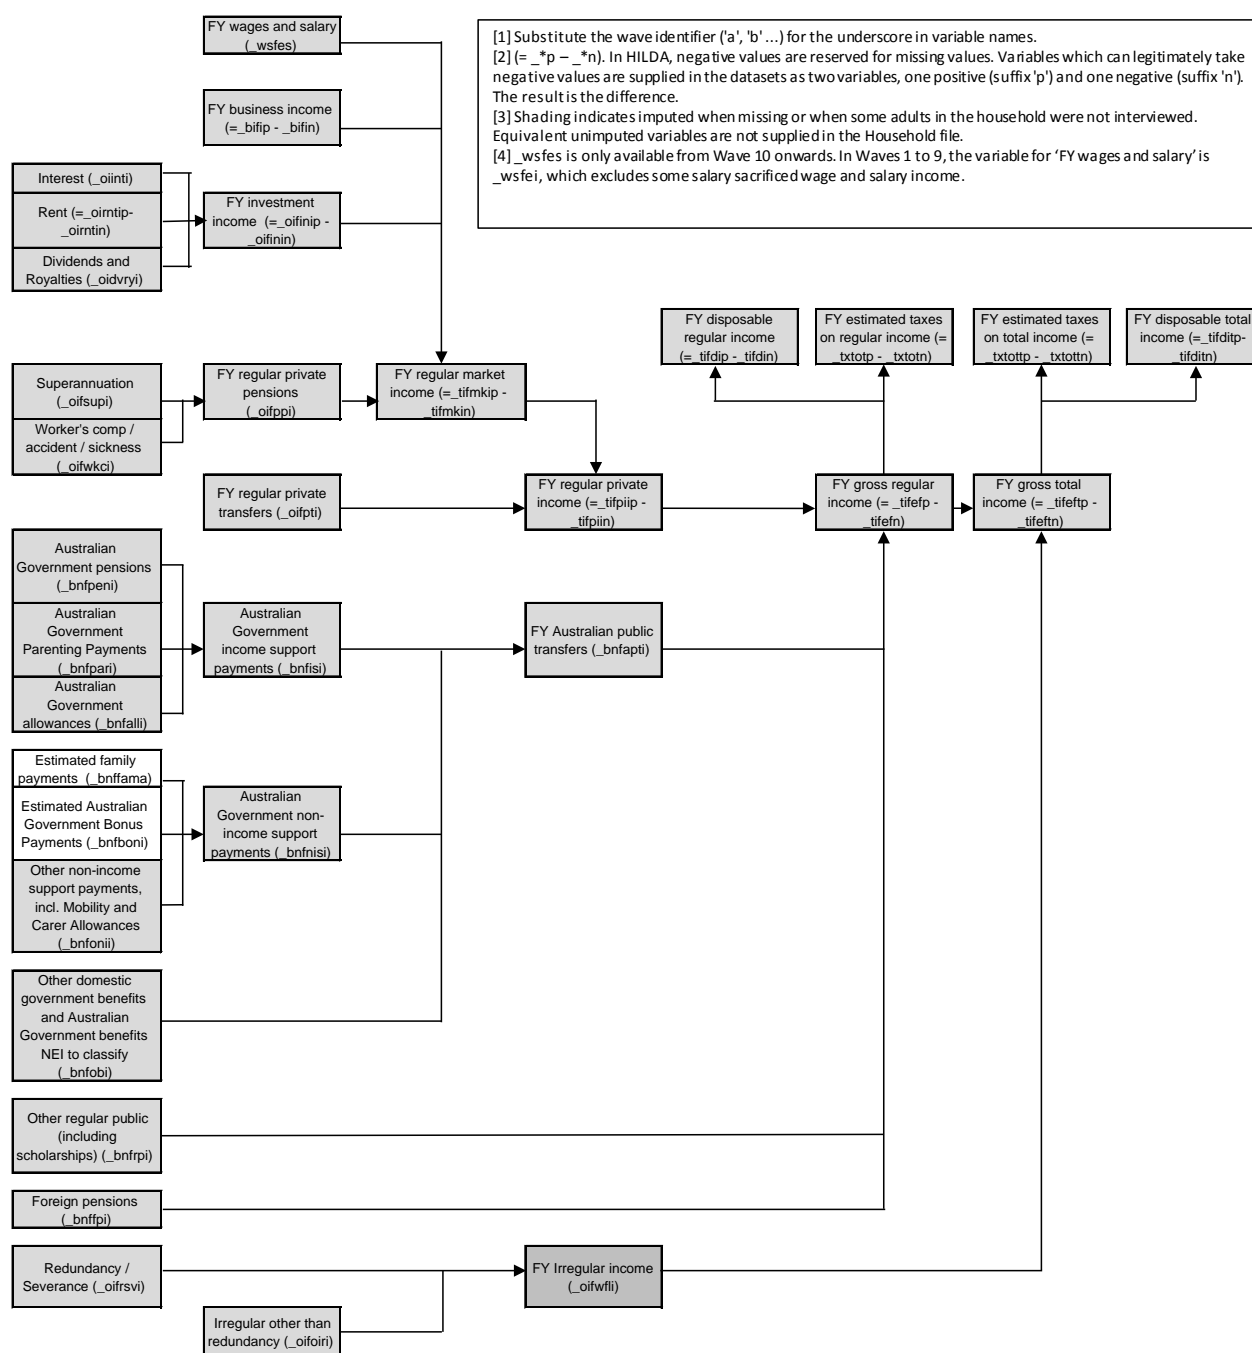 FY wages and salary
(_wsfes)
[1] Substitute the wave identifier ('a', 'b' ...) for the underscore in variable names.
[2] (= _*p – _*n). In HILDA, negative values are reserved for missing values. Variables which can legitimately take
negative values are supplied in the datasets as two variables, one positive (suffix 'p') and one negative (suffix 'n').
The result is the difference.
[3] Shading indicates imputed when missing or when some adults in the household were not interviewed.
Equivalent unimputed variables are not supplied in the Household file.
[4] _wsfes is only available from Wave 10 onwards. In Waves 1 to 9, the variable for ‘FY wages and salary’ is
_wsfei, which excludes some salary sacrificed wage and salary income.
FY business income
(=_bifip - _bifin)
Interest (_oiinti)
Rent (=_oirntip-
_oirntin)
Dividends and
Royalties (_oidvryi)
FY investment
income (=_oifinip -
_oifinin)
FY disposable
regular income
(=_tifdip - _tifdin)
FY estimated taxes
on regular income (=
_txtotp - _txtotn)
FY estimated taxes
on total income (=
_txtottp - _txtottn)
FY disposable total
income (=_tifditp-
_tifditn)
Superannuation
(_oifsupi)
Worker's comp /
accident / sickness
(_oifwkci)
FY regular private
pensions
(_oifppi)
FY regular market
income (=_tifmkip -
_tifmkin)
FY regular private
transfers (_oifpti)
FY regular private
income (=_tifpiip -
_tifpiin)
FY gross regular
income (= _tifefp -
_tifefn)
FY gross total
income (= _tifeftp -
_tifeftn)
Australian
Government pensions
(_bnfpeni)
Australian
Government
Parenting Payments
(_bnfpari)
Australian
Government
allowances (_bnfalli)
Australian
Government
income support
payments (_bnfisi)
FY Australian public
transfers (_bnfapti)
Estimated family
payments (_bnffama)
Estimated Australian
Government Bonus
Payments (_bnfboni)
Other non-income
support payments,
incl. Mobility and
Carer Allowances
(_bnfonii)
Australian
Government non-
income support
payments (_bnfnisi)
Other domestic
government benefits
and Australian
Government benefits
NEI to classify
(_bnfobi)
Other regular public
(including
scholarships) (_bnfrpi)
Foreign pensions
(_bnffpi)
Redundancy /
Severance (_oifrsvi)
FY Irregular income
(_oifwfli)
Irregular other than
redundancy (_oifoiri)